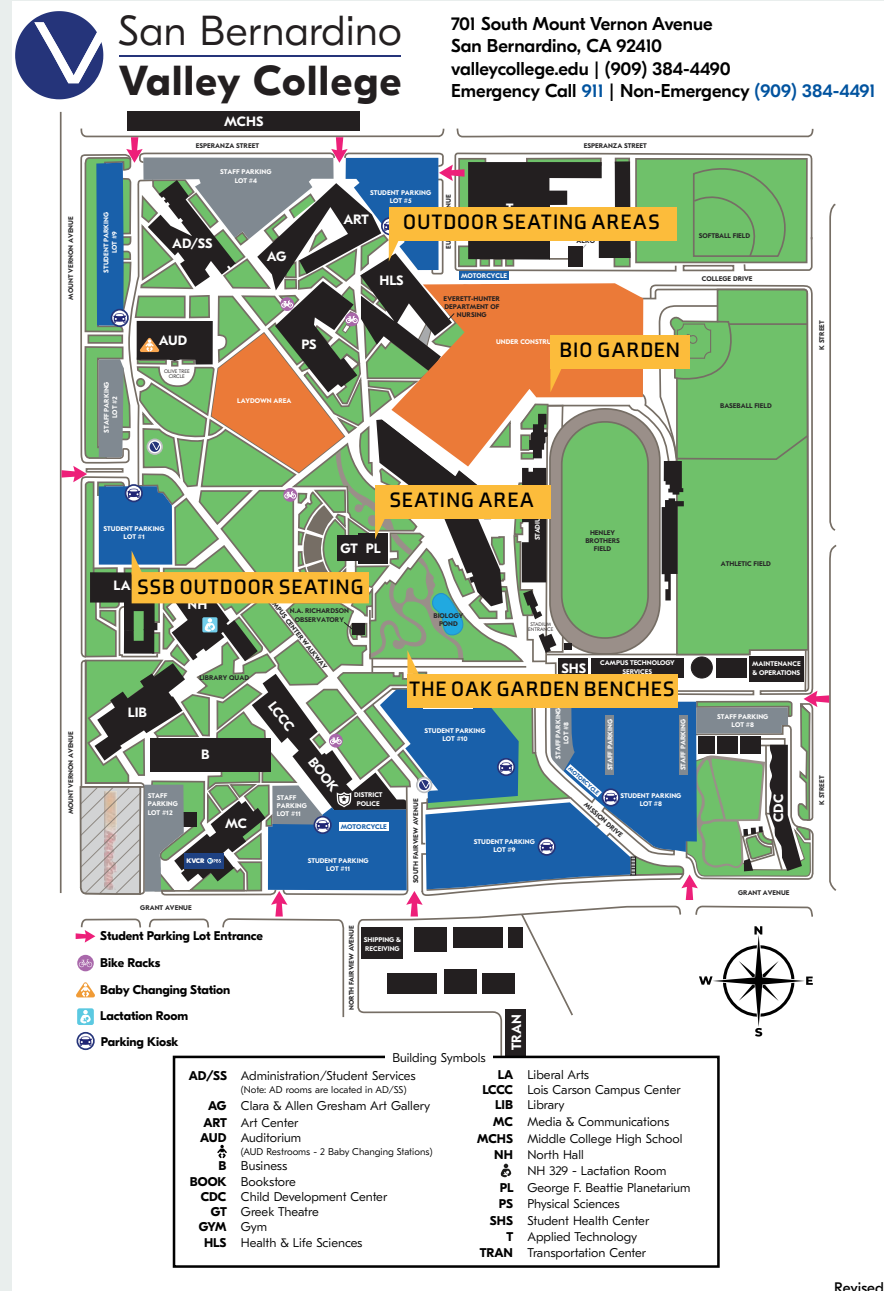 San Bernardino
Valley College
701 South Mount Vernon Avenue
San Bernardino, CA 92410
valleycollege.edu | (909) 384-4490
Emergency Call 911 | Non-Emergency (909) 384-4491
MCHS
ESPERANZA STREET
ESPERANZA STREET
STAFF PARKING
LOT #4
STUDENT PARKING
LOT #5
STUDENT PARKING
LOT #9
MOUNT VERNON AVENUE
AD/SS
AG
ART
OUTDOOR SEATING AREAS
SOFTBALL FIELD
MOTORCYCLE
COLLEGE DRIVE
HLS
EVERETT-HUNTER
DEPARTMENT OF
NURSING
K STREET
AUD
PS
BIO GARDEN
OLIVE TREE
CIRCLE
STAFF PARKING
LOT #2
LAYDOWN AREA
BASEBALL FIELD
SEATING AREA
STUDENT PARKING
LOT #1
GT
PL
HENLEY
BROTHERS
FIELD
ATHLETIC FIELD
LA
SSB OUTDOOR SEATING
NH
N.A. RICHARDSON
OBSERVATORY
BIOLOGY
POND
STADIUM
ENTRANCE
LIBRARY QUAD
SHS
CAMPUS TECHNOLOGY
SERVICES
MAINTENANCE
& OPERATIONS
THE OAK GARDEN BENCHES
LIB
LCCC
STUDENT PARKING
LOT #10
STAFF PARKING
LOT #8
STAFF PARKING
STAFF PARKING
STAFF PARKING
LOT #8
MOUNT VERNON AVENUE
B
BOOK
DISTRICT
POLICE
MOTORCYCLE
STUDENT PARKING
LOT #8
CDC
K STREET
STAFF
PARKING
LOT #12
STAFF
PARKING
LOT #11
MC
KVCR PBS
MOTORCYCLE
SOUTH FAIRVIEW AVENUE
MISSION DRIVE
STUDENT PARKING
LOT #9
STUDENT PARKING
LOT #11
GRANT AVENUE
GRANT AVENUE
NORTH FAIRVIEW AVENUE
SHIPPING &
RECEIVING
TRAN
N
W
E
S
Student Parking Lot Entrance
Bike Racks
Baby Changing Station
Lactation Room
Parking Kiosk
Building Symbols
AD/SS Administration/Student Services
(Note: AD rooms are located in AD/SS)
AG Clara & Allen Gresham Art Gallery
ART Art Center
AUD Auditorium
(AUD Restrooms - 2 Baby Changing Stations)
B Business
BOOK Bookstore
CDC Child Development Center
GT Greek Theatre
GYM Gym
HLS Health & Life Sciences
LA Liberal Arts
LCCC Lois Carson Campus Center
LIB Library
MC Media & Communications
MCHS Middle College High School
NH North Hall
NH 329 - Lactation Room
PL George F. Beattie Planetarium
PS Physical Sciences
SHS Student Health Center
T Applied Technology
TRAN Transportation Center
Revised